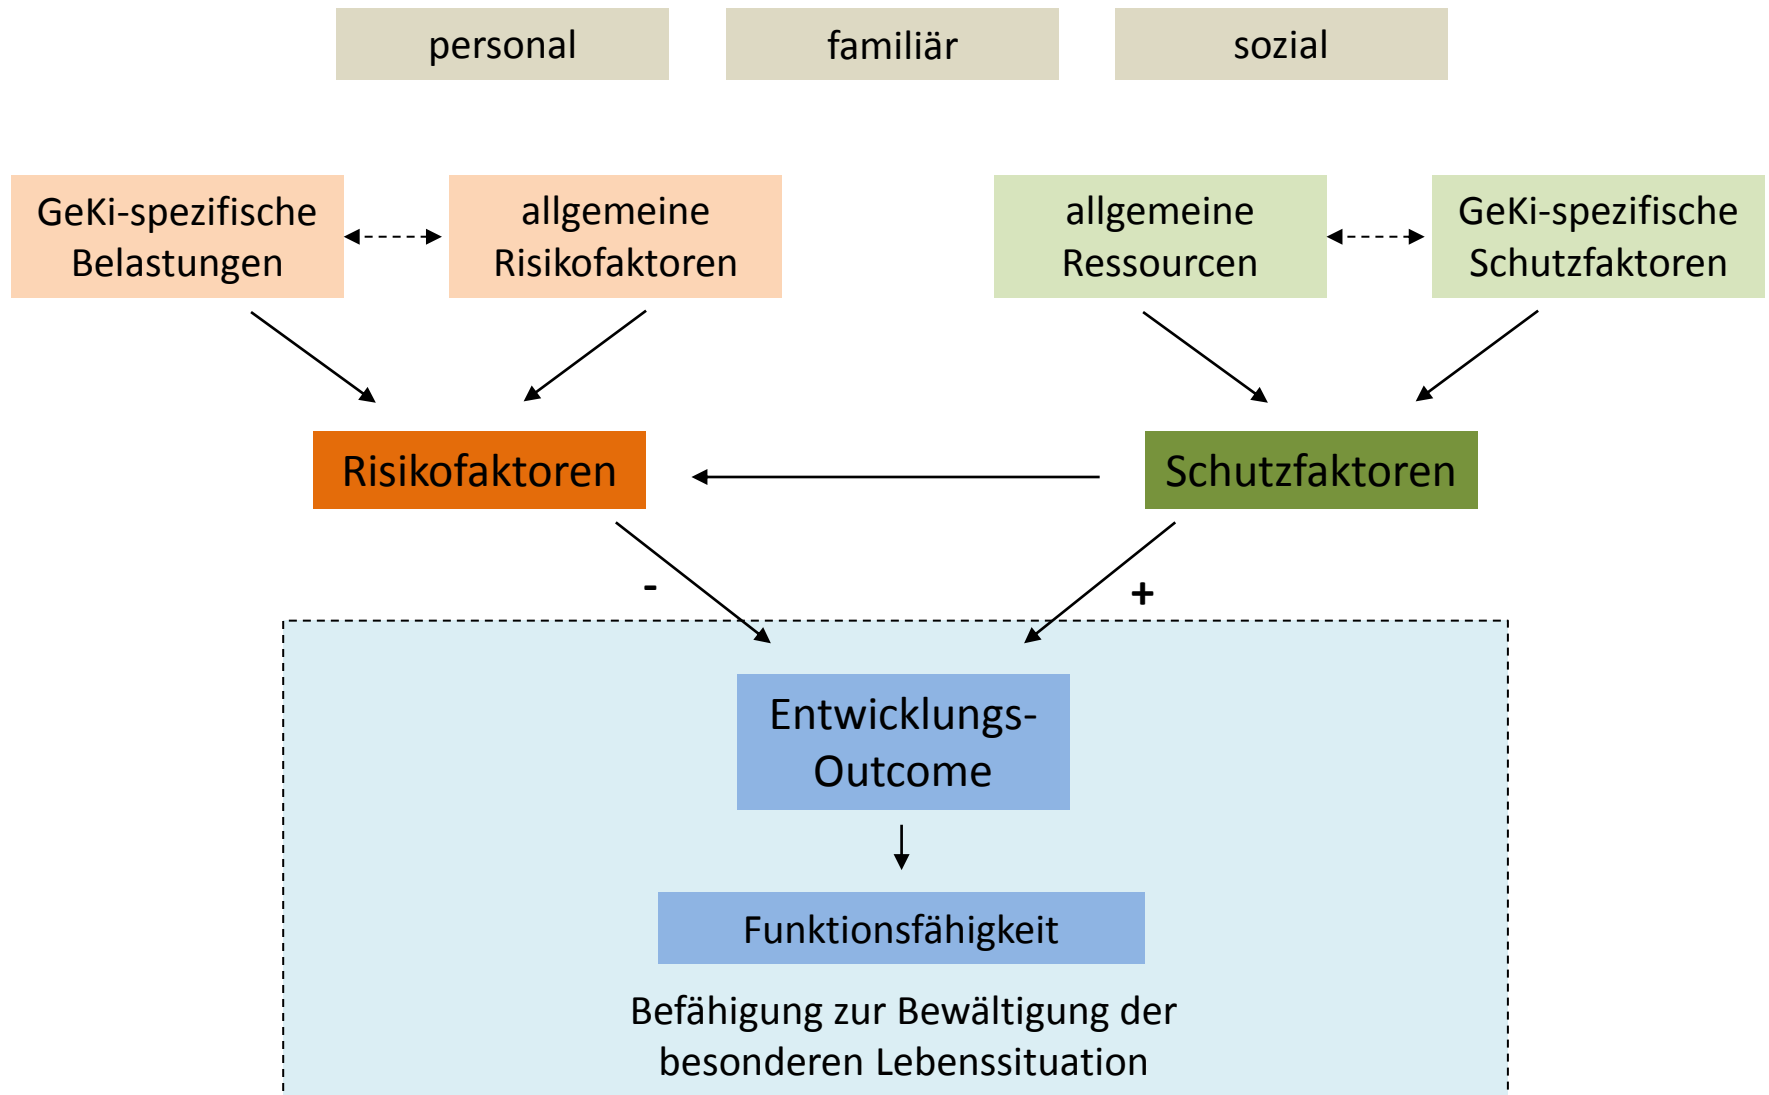 personal
familiär
sozial
GeKi-spezifische
Belastungen
allgemeine
Risikofaktoren
allgemeine
Ressourcen
GeKi-spezifische
Schutzfaktoren
Risikofaktoren
Schutzfaktoren
-
+
Entwicklungs-
Outcome
Funktionsfähigkeit
Befähigung zur Bewältigung der
besonderen Lebenssituation